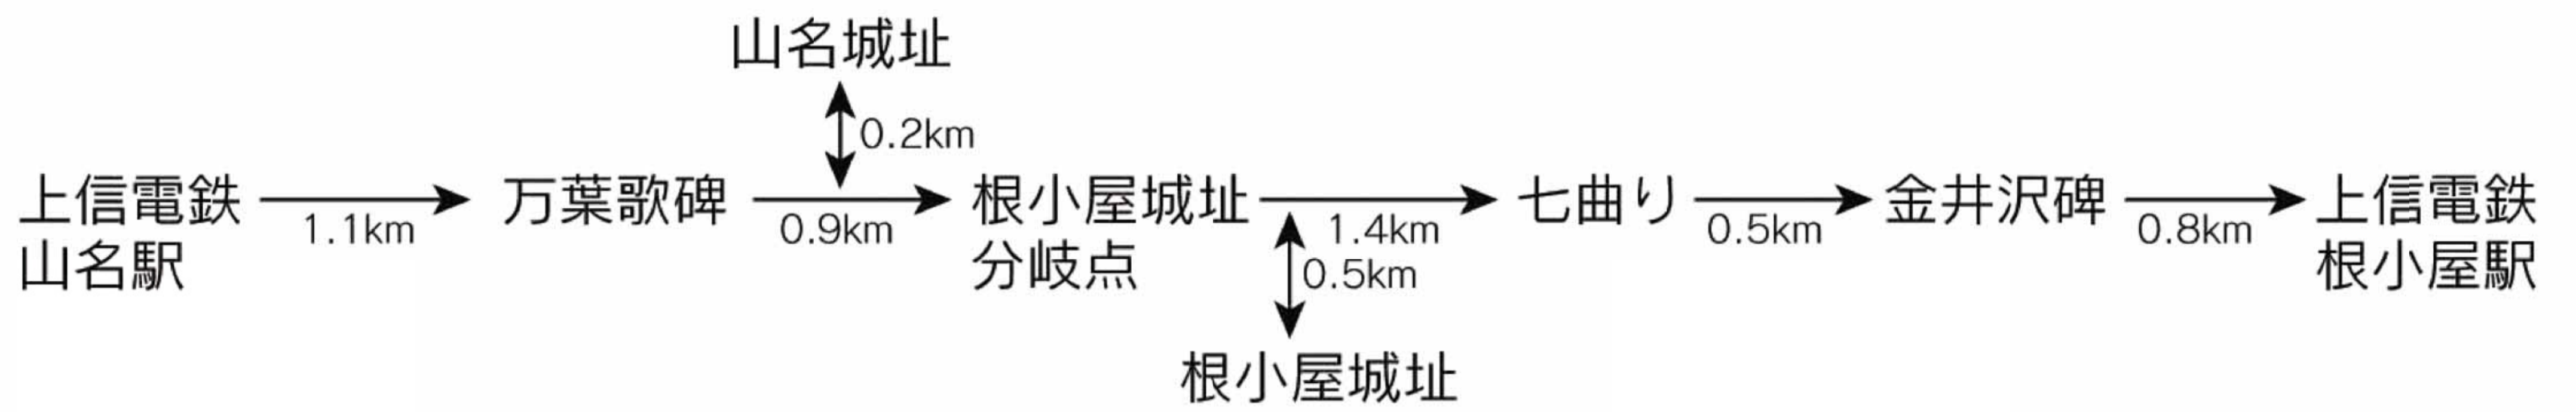 山名城址
0.2km
上信電鉄
山名駅
1.1km
万葉歌碑
0.9km
根小屋城址
分岐点
1.4km
0.5km
根小屋城址
七曲り
0.5km
金井沢碑
0.8km
上信電鉄
根小屋駅